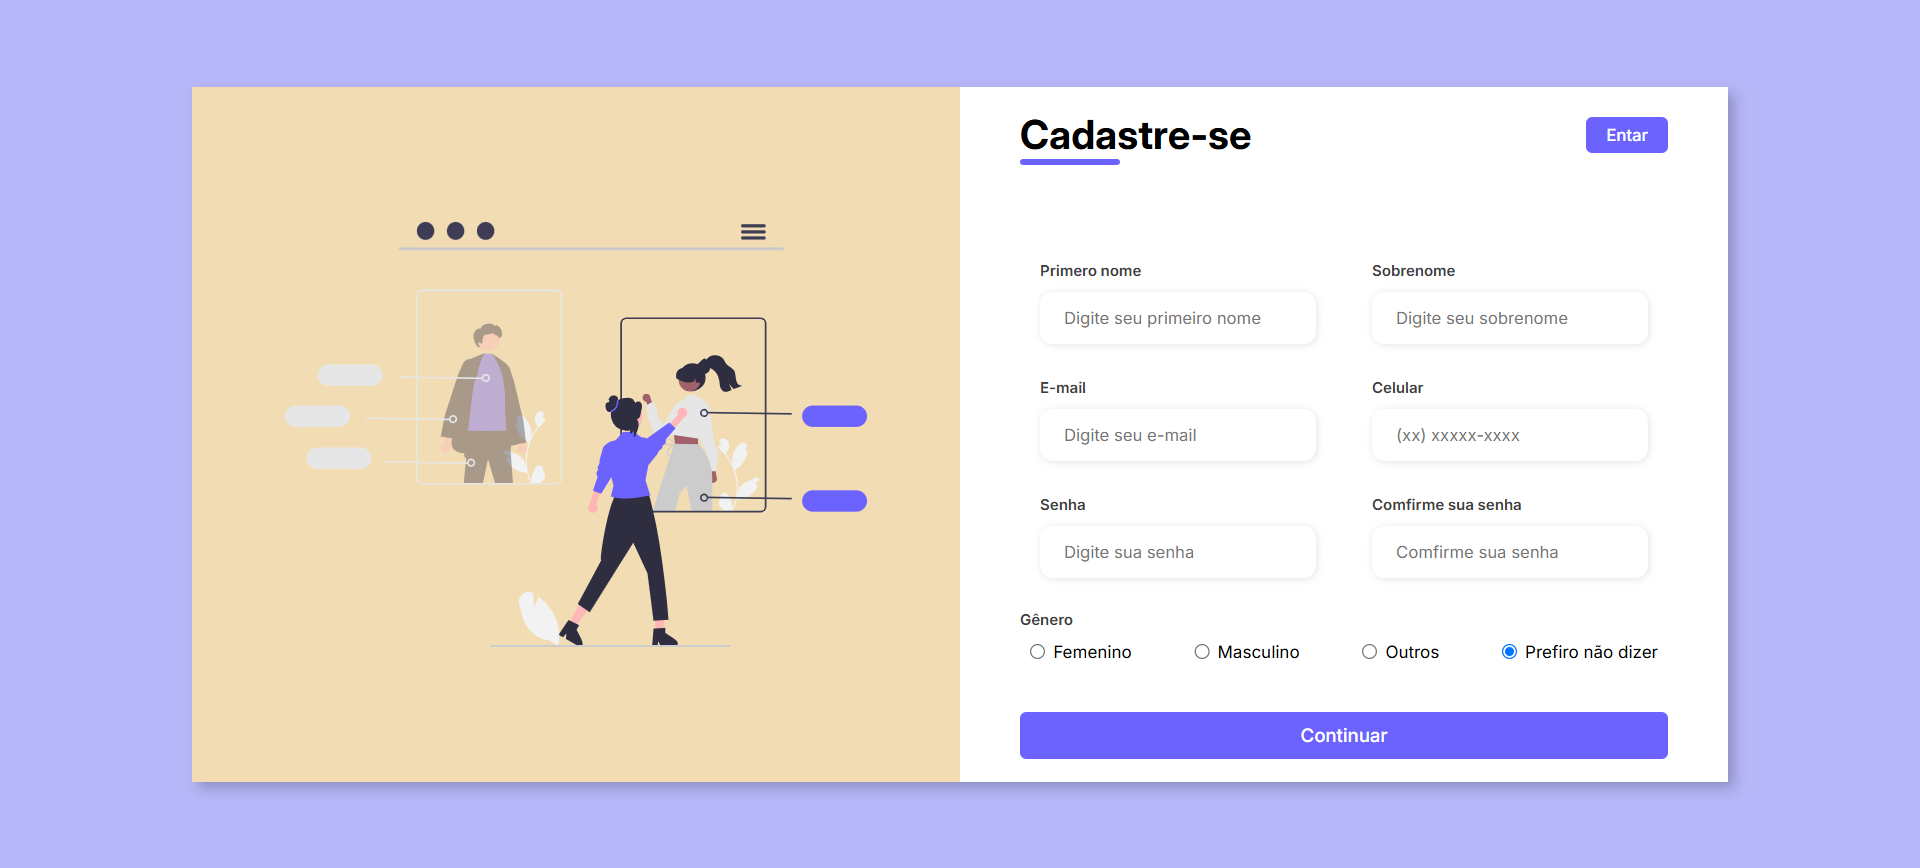 Cadastre-se
Entar
Primero nome
Sobrenome
Digite seu primeiro nome
Digite seu sobrenome
E-mail
Celular
Digite seu e-mail
(xx) xxxxx-xxxx
Senha
Comfirme sua senha
Digite sua senha
Comfirme sua senha
Gênero
Femenino
Masculino
Outros
Prefiro não dizer
Continuar